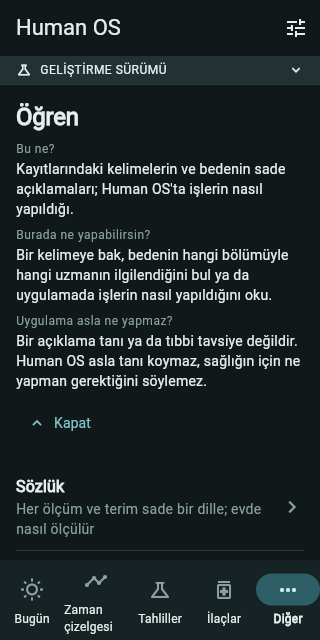 Human OS
GELİŞTİRME SÜRÜMÜ
Öğren
Bu ne?
Kayıtlarındaki kelimelerin ve bedenin sade
açıklamaları; Human OS'ta işlerin nasıl
yapıldığı.
Burada ne yapabilirsin?
Bir kelimeye bak, bedenin hangi bölümüyle
hangi uzmanın ilgilendiğini bul ya da
uygulamada işlerin nasıl yapıldığını oku.
Uygulama asla ne yapmaz?
Bir açıklama tanı ya da tıbbi tavsiye değildir.
Human OS asla tanı koymaz, sağlığın için ne
yapman gerektiğini söylemez.
Kapat
Sözlük
Her ölçüm ve terim sade bir dille; evde
nasıl ölçülür
Bugün
Zaman
çizelgesi
Tahliller
İlaçlar
Diğer